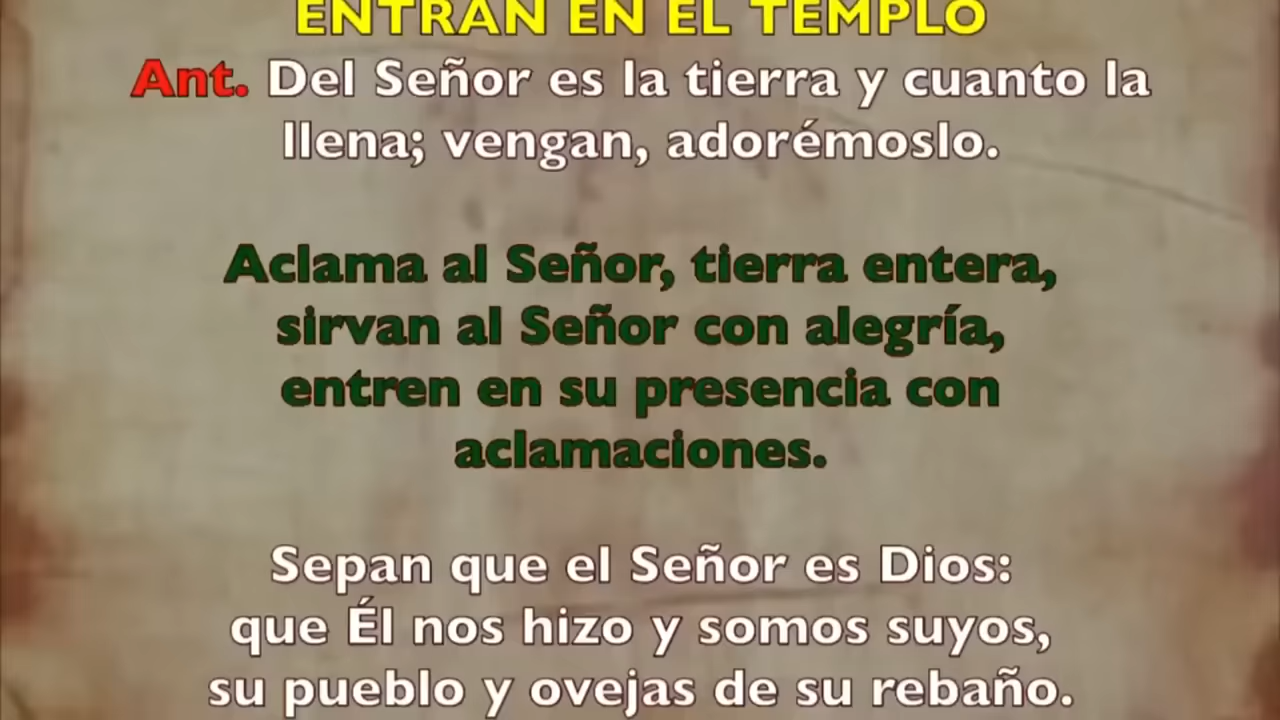 ENTRAN EN EL TEMPLO
Ant. Del Señor es la tierra y cuanto la
llena; vengan, adorémoslo.
Aclama al Señor, tierra entera,
sirvan al Señor con alegría,
entren en su presencia con
aclamaciones.
Sepan que el Señor es Dios:
que Él nos hizo y somos suyos,
su pueblo y ovejas de su rebaño.